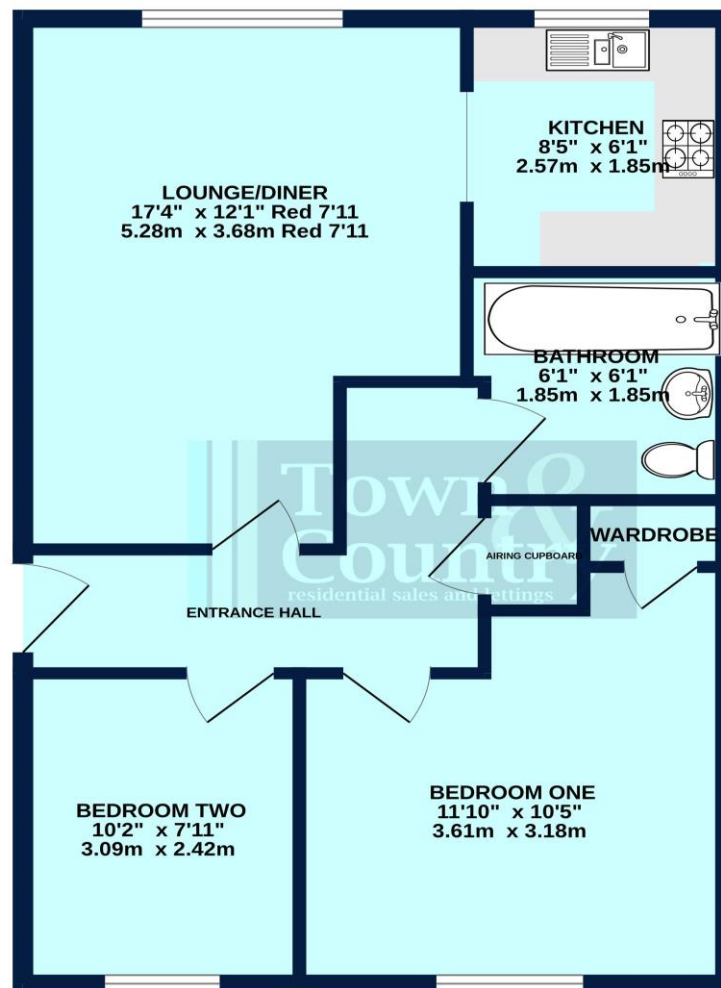 KITCHEN
8'5" x 6'1"
2.57m x 1.85m
LOUNGE/DINER
17'4" x 12'1" Red 7'11
5.28m x 3.68m Red 7'11
BATHROOM
6'1" x 6'1"
1.85m x 1.85m
Town &
Country
residential sales and lettings
WARDROBE
AIRING CUPBOARD
ENTRANCE HALL
BEDROOM TWO
10'2" x 7'11"
3.09m x 2.42m
BEDROOM ONE
11'10" x 10'5"
3.61m x 3.18m